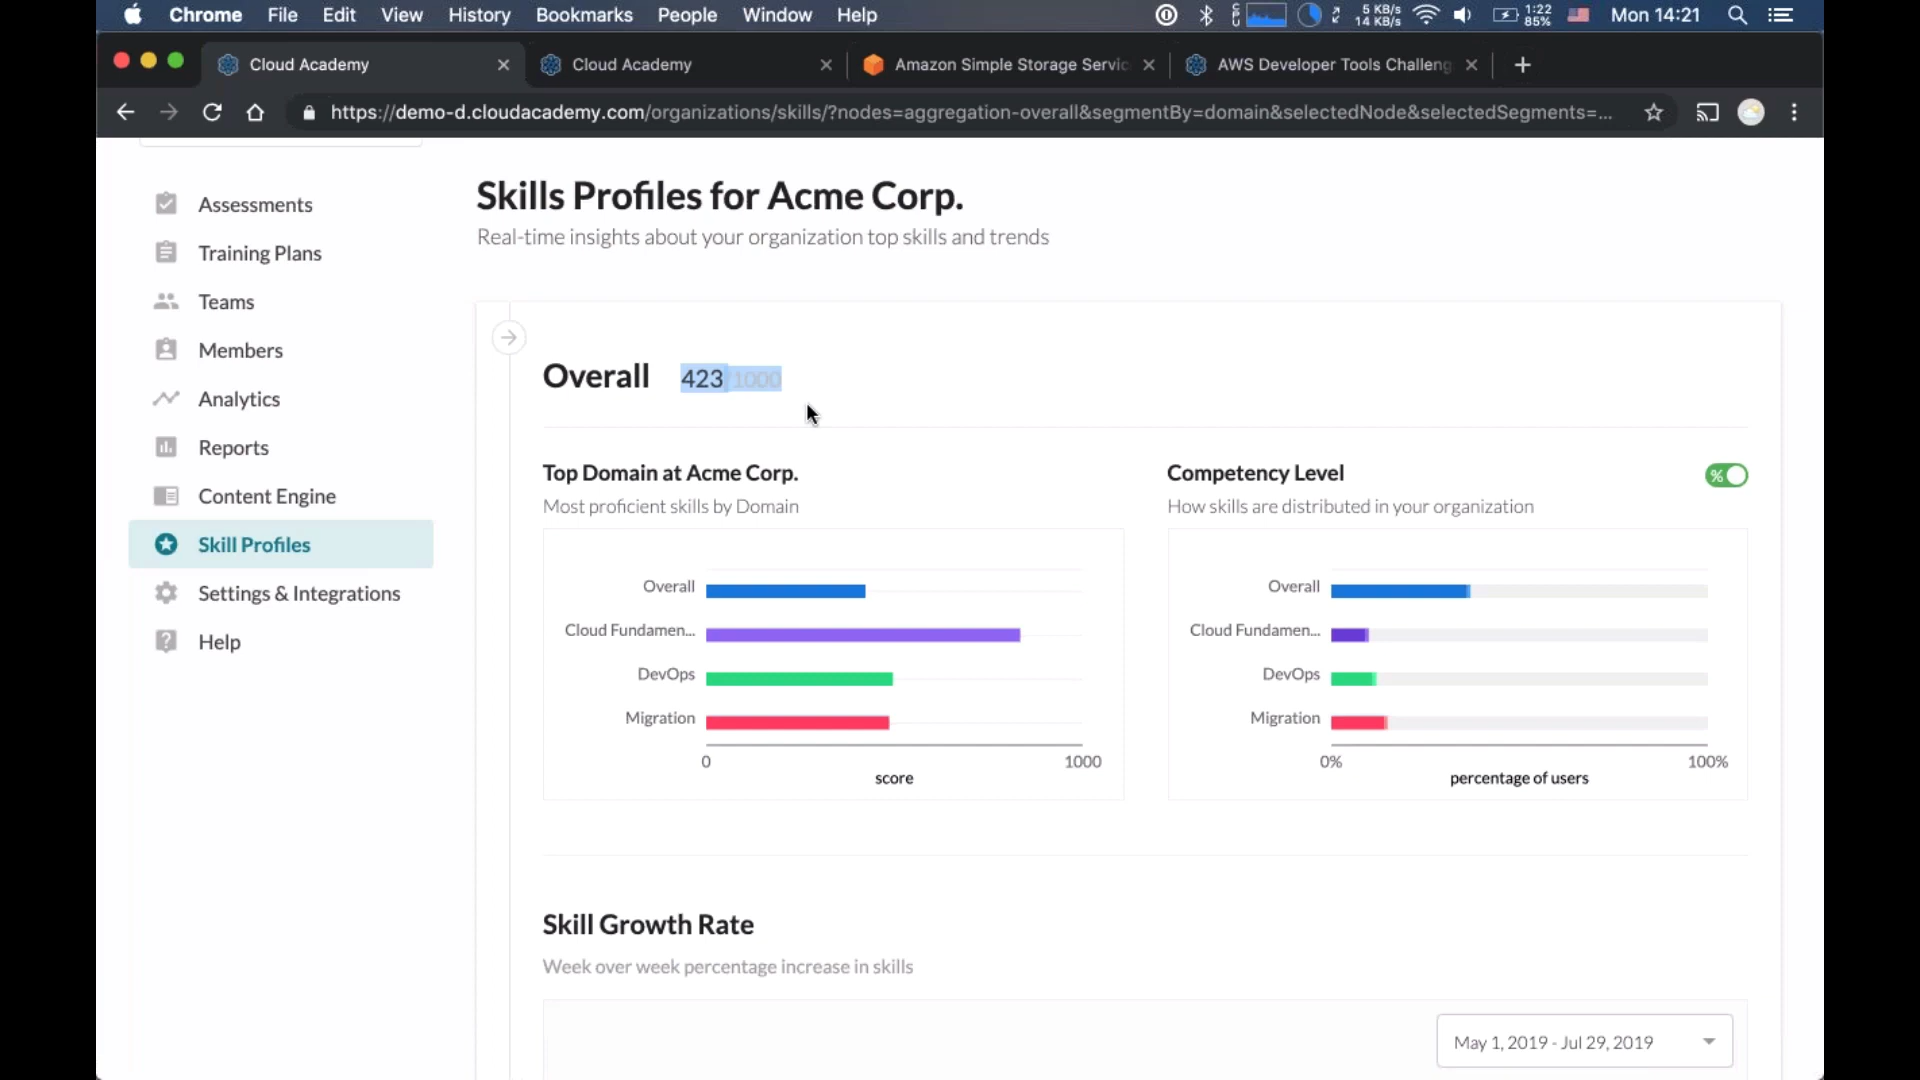 Chrome File Edit View History Bookmarks People Window Help
5 KB/s
14 KB/s
1:22
85%
Mon 14:21
Cloud Academy
Cloud Academy
Amazon Simple Storage Servic
AWS Developer Tools Challeng
https://demo-d.cloudacademy.com/organizations/skills/?nodes=aggregation-overall&segmentBy=domain&selectedNode&selectedSegments=...
Assessments
Training Plans
Teams
Members
Analytics
Reports
Content Engine
Skill Profiles
Settings & Integrations
Help
Skills Profiles for Acme Corp.
Real-time insights about your organization top skills and trends
Overall 423/1000
Top Domain at Acme Corp.
Most proficient skills by Domain
Overall
Cloud Fundamen...
DevOps
Migration
0 1000
score
Competency Level
%
How skills are distributed in your organization
Overall
Cloud Fundamen...
DevOps
Migration
0% 100%
percentage of users
Skill Growth Rate
Week over week percentage increase in skills
May 1, 2019 - Jul 29, 2019